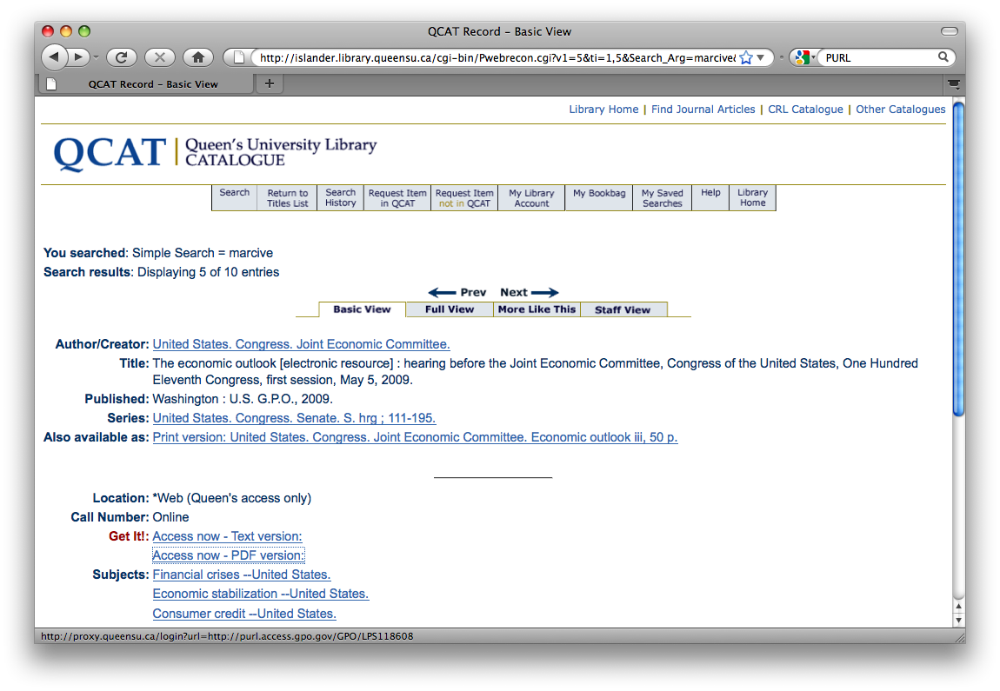 QCAT Record – Basic View
http://islander.library.queensu.ca/cgi-bin/Pwebrecon.cgi?v1=5&ti=1,5&Search_Arg=marcive&
PURL
QCAT Record – Basic View
+
Library Home | Find Journal Articles | CRL Catalogue | Other Catalogues
QCAT | Queen's University Library
CATALOGUE
Search
Return to
Titles List
Search
History
Request Item
in QCAT
Request Item
not in QCAT
My Library
Account
My Bookbag
My Saved
Searches
Help
Library
Home
You searched: Simple Search = marcive
Search results: Displaying 5 of 10 entries
Prev Next
Basic View Full View More Like This Staff View
Author/Creator: United States. Congress. Joint Economic Committee.
Title: The economic outlook [electronic resource] : hearing before the Joint Economic Committee, Congress of the United States, One Hundred
Eleventh Congress, first session, May 5, 2009.
Published: Washington : U.S. G.P.O., 2009.
Series: United States. Congress. Senate. S. hrg ; 111-195.
Also available as: Print version: United States. Congress. Joint Economic Committee. Economic outlook iii, 50 p.
Location: *Web (Queen's access only)
Call Number: Online
Get It!: Access now - Text version:
Access now - PDF version:
Subjects: Financial crises --United States.
Economic stabilization --United States.
Consumer credit --United States.
http://proxy.queensu.ca/login?url=http://purl.access.gpo.gov/GPO/LPS118608